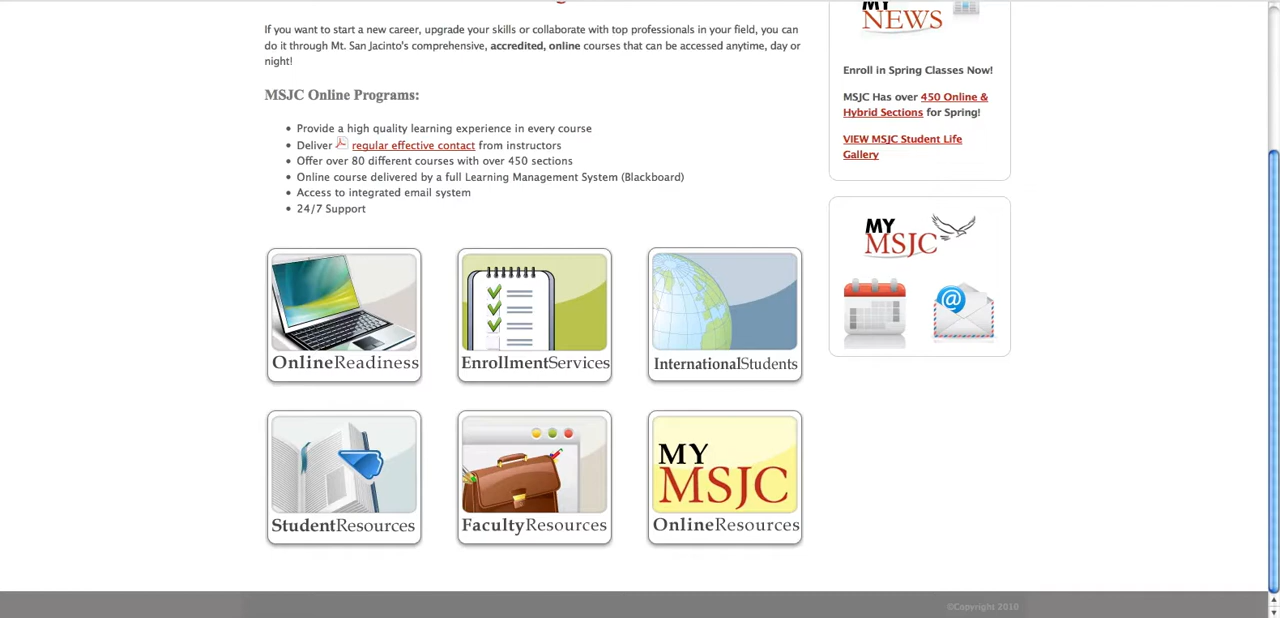 If you want to start a new career, upgrade your skills or collaborate with top professionals in your field, you can
do it through Mt. San Jacinto's comprehensive, accredited, online courses that can be accessed anytime, day or
night!
MSJC Online Programs:
• Provide a high quality learning experience in every course
• Deliver regular effective contact from instructors
• Offer over 80 different courses with over 450 sections
• Online course delivered by a full Learning Management System (Blackboard)
• Access to integrated email system
• 24/7 Support
OnlineReadiness
EnrollmentServices
InternationalStudents
StudentResources
FacultyResources
MY
MSJC
OnlineResources
MY
NEWS
Enroll in Spring Classes Now!
MSJC Has over 450 Online &
Hybrid Sections for Spring!
VIEW MSJC Student Life
Gallery
MY
MSJC
@
©Copyright 2010